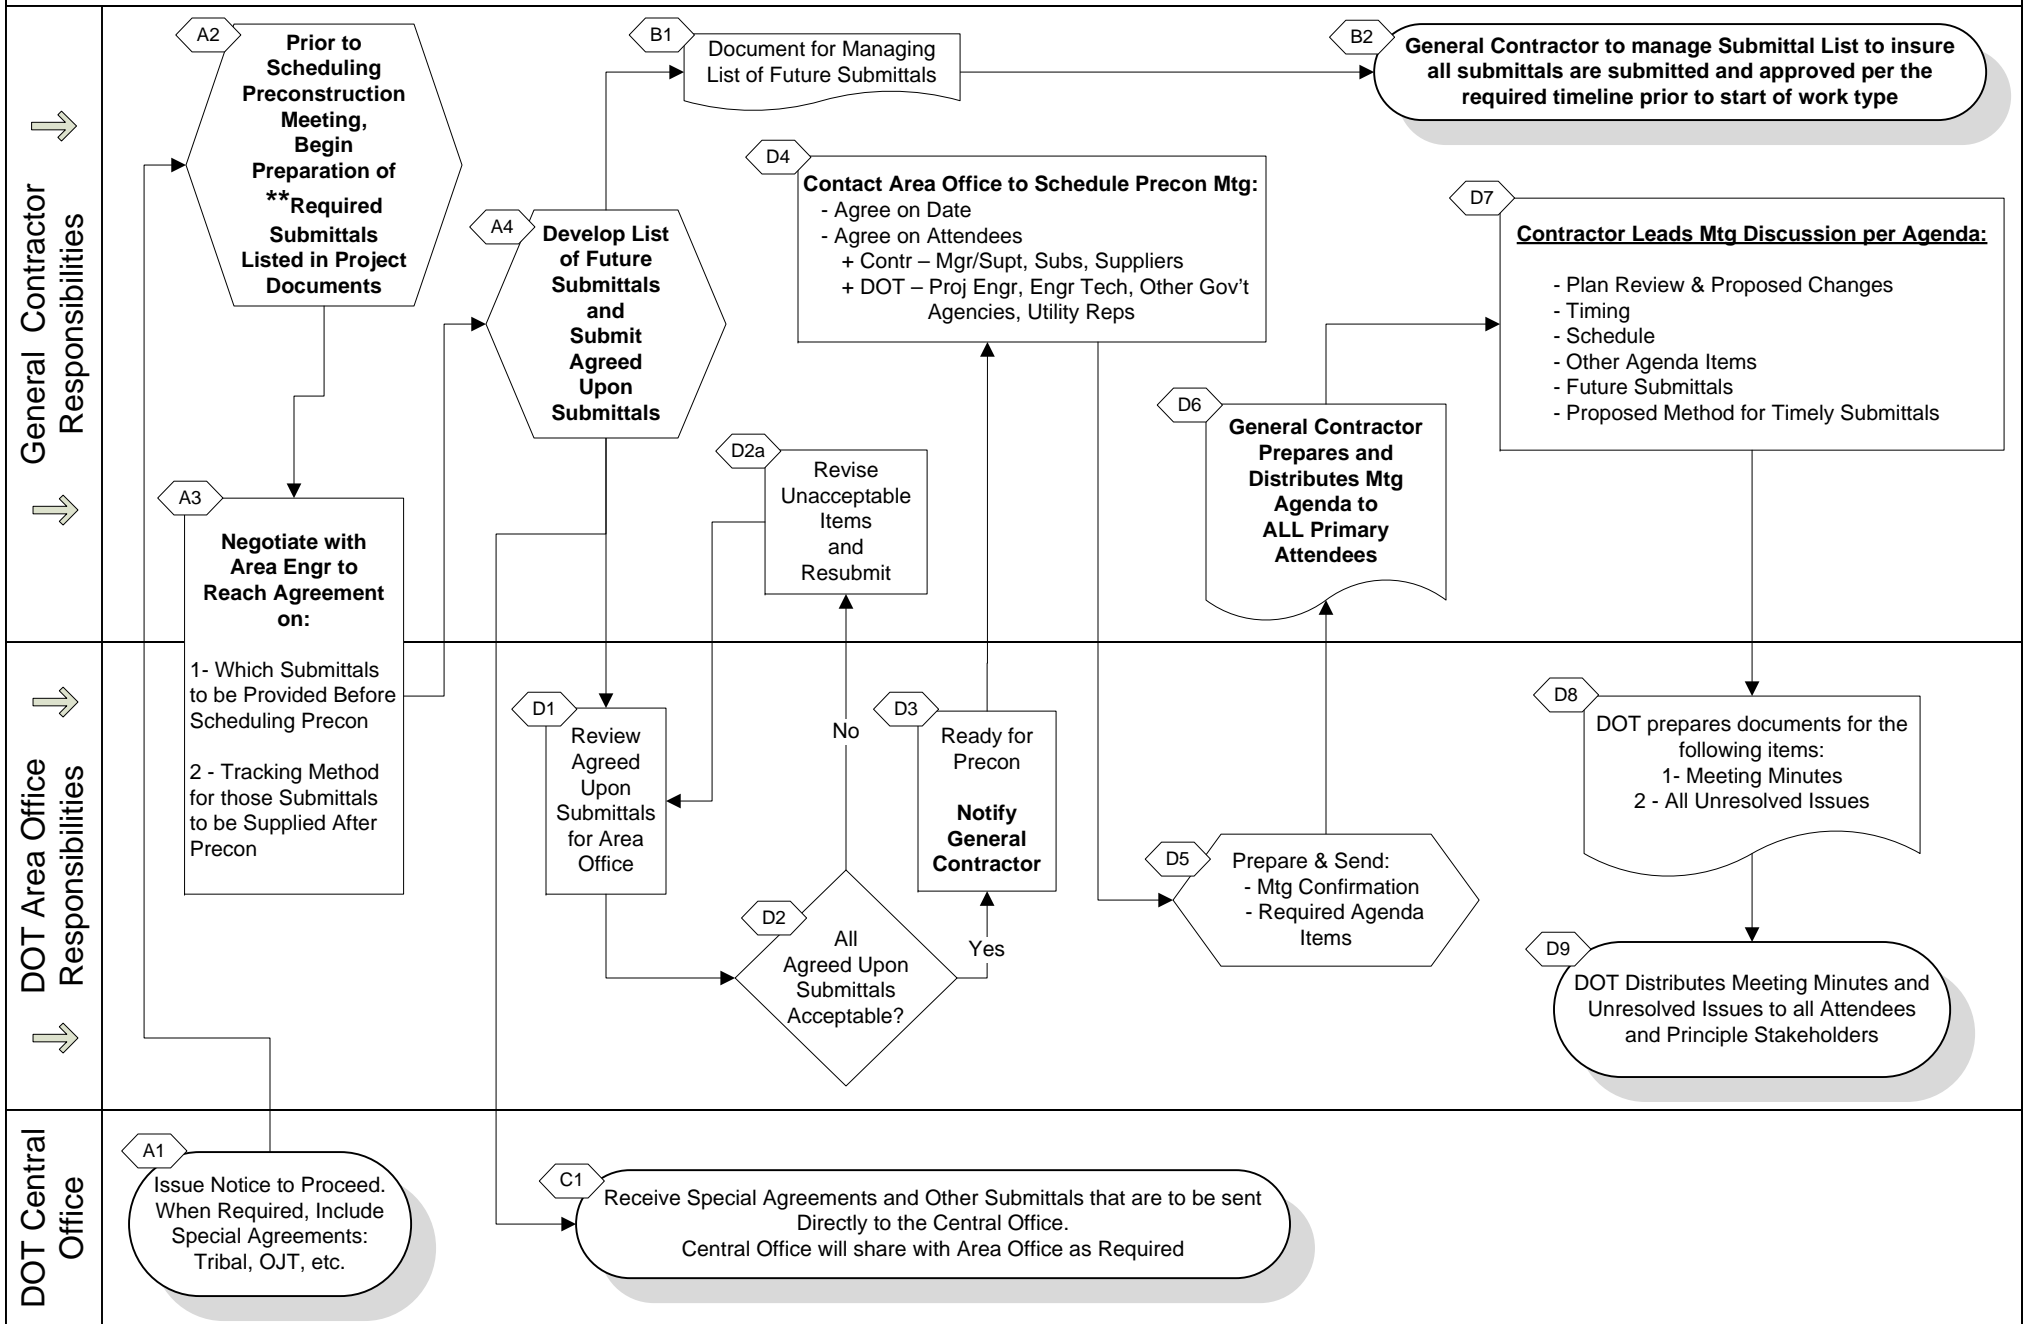 General Contractor
Responsibilities
A2
Prior to
Scheduling
Preconstruction
Meeting,
Begin
Preparation of
**Required
Submittals
Listed in Project
Documents
A3
Negotiate with
Area Engr to
Reach Agreement
on:
1- Which Submittals
to be Provided Before
Scheduling Precon
2 - Tracking Method
for those Submittals
to be Supplied After
Precon
A4
Develop List
of Future
Submittals
and
Submit
Agreed
Upon
Submittals
B1
Document for Managing
List of Future Submittals
B2
General Contractor to manage Submittal List to insure
all submittals are submitted and approved per the
required timeline prior to start of work type
D4
Contact Area Office to Schedule Precon Mtg:
- Agree on Date
- Agree on Attendees
+ Contr – Mgr/Supt, Subs, Suppliers
+ DOT – Proj Engr, Engr Tech, Other Gov't
Agencies, Utility Reps
D2a
Revise
Unacceptable
Items
and
Resubmit
D6
General Contractor
Prepares and
Distributes Mtg
Agenda to
ALL Primary
Attendees
D7
Contractor Leads Mtg Discussion per Agenda:
- Plan Review & Proposed Changes
- Timing
- Schedule
- Other Agenda Items
- Future Submittals
- Proposed Method for Timely Submittals
DOT Area Office
Responsibilities
D1
Review
Agreed
Upon
Submittals
for Area
Office
D2
All
Agreed Upon
Submittals
Acceptable?
No
Yes
D3
Ready for
Precon
Notify
General
Contractor
D5
Prepare & Send:
- Mtg Confirmation
- Required Agenda
Items
D8
DOT prepares documents for the
following items:
1- Meeting Minutes
2 - All Unresolved Issues
D9
DOT Distributes Meeting Minutes and
Unresolved Issues to all Attendees
and Principle Stakeholders
DOT Central
Office
A1
Issue Notice to Proceed.
When Required, Include
Special Agreements:
Tribal, OJT, etc.
C1
Receive Special Agreements and Other Submittals that are to be sent
Directly to the Central Office.
Central Office will share with Area Office as Required